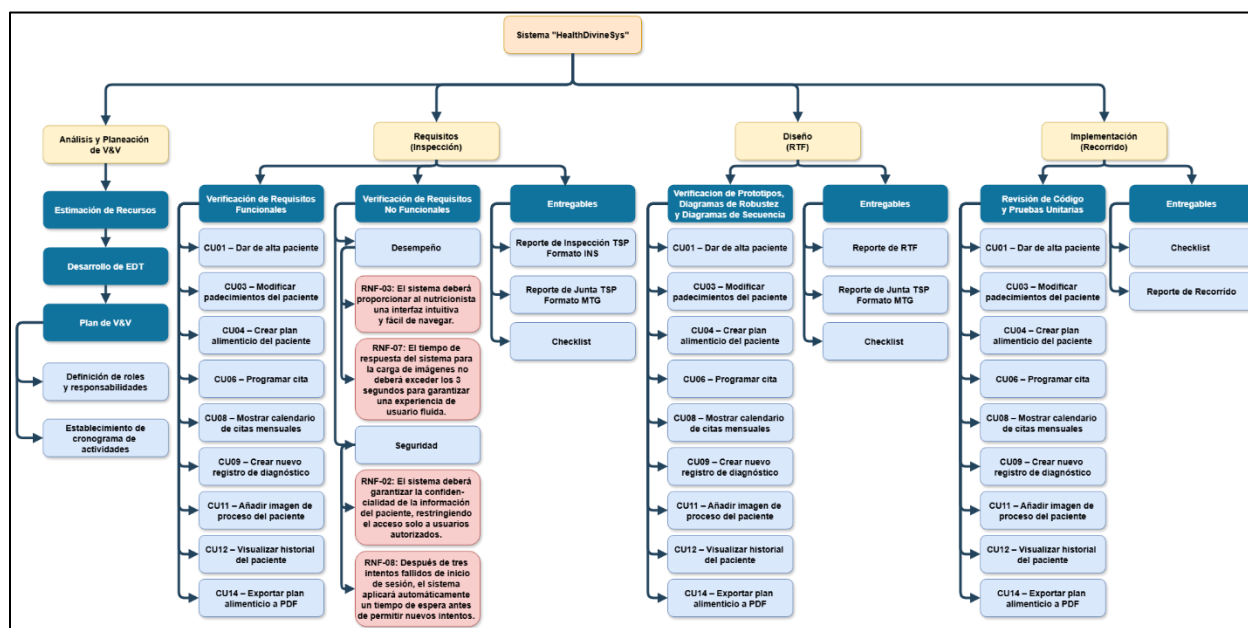 Sistema "HealthDivineSys"
Análisis y Planeación
de V&V
Estimación de Recursos
Desarrollo de EDT
Plan de V&V
Definición de roles
y responsabilidades
Establecimiento de
cronograma de
actividades
Requisitos
(Inspección)
Verificación de Requisitos
Funcionales
CU01 – Dar de alta paciente
CU03 – Modificar
padecimientos del paciente
CU04 – Crear plan
alimenticio del paciente
CU06 – Programar cita
CU08 – Mostrar calendario
de citas mensuales
CU09 – Crear nuevo
registro de diagnóstico
CU11 – Añadir imagen de
proceso del paciente
CU12 – Visualizar historial
del paciente
CU14 – Exportar plan
alimenticio a PDF
Verificación de Requisitos
No Funcionales
Desempeño
RNF-03: El sistema deberá
proporcionar al nutricionista
una interfaz intuitiva
y fácil de navegar.
RNF-07: El tiempo de
respuesta del sistema para
la carga de imágenes no
deberá exceder los 3
segundos para garantizar
una experiencia de
usuario fluida.
Seguridad
RNF-02: El sistema deberá
garantizar la confiden-
cialidad de la información
del paciente, restringiendo
el acceso solo a usuarios
autorizados.
RNF-08: Después de tres
intentos fallidos de inicio
de sesión, el sistema
aplicará automáticamente
un tiempo de espera antes
de permitir nuevos intentos.
Entregables
Reporte de Inspección TSP
Formato INS
Reporte de Junta TSP
Formato MTG
Checklist
Diseño
(RTF)
Verificacion de Prototipos,
Diagramas de Robustez
y Diagramas de Secuencia
CU01 – Dar de alta paciente
CU03 – Modificar
padecimientos del paciente
CU04 – Crear plan
alimenticio del paciente
CU06 – Programar cita
CU08 – Mostrar calendario
de citas mensuales
CU09 – Crear nuevo
registro de diagnóstico
CU11 – Añadir imagen de
proceso del paciente
CU12 – Visualizar historial
del paciente
CU14 – Exportar plan
alimenticio a PDF
Entregables
Reporte de RTF
Reporte de Junta TSP
Formato MTG
Checklist
Implementación
(Recorrido)
Revisión de Código
y Pruebas Unitarias
CU01 – Dar de alta paciente
CU03 – Modificar
padecimientos del paciente
CU04 – Crear plan
alimenticio del paciente
CU06 – Programar cita
CU08 – Mostrar calendario
de citas mensuales
CU09 – Crear nuevo
registro de diagnóstico
CU11 – Añadir imagen de
proceso del paciente
CU12 – Visualizar historial
del paciente
CU14 – Exportar plan
alimenticio a PDF
Entregables
Checklist
Reporte de Recorrido